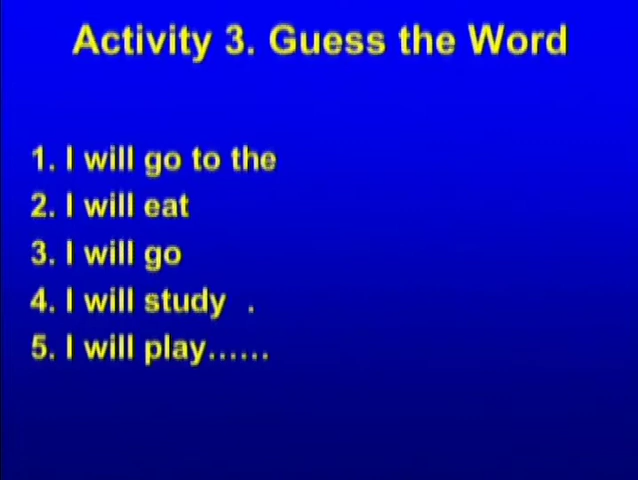 Activity 3. Guess the Word
1. I will go to the
2. I will eat
3. I will go
4. I will study .
5. I will play......